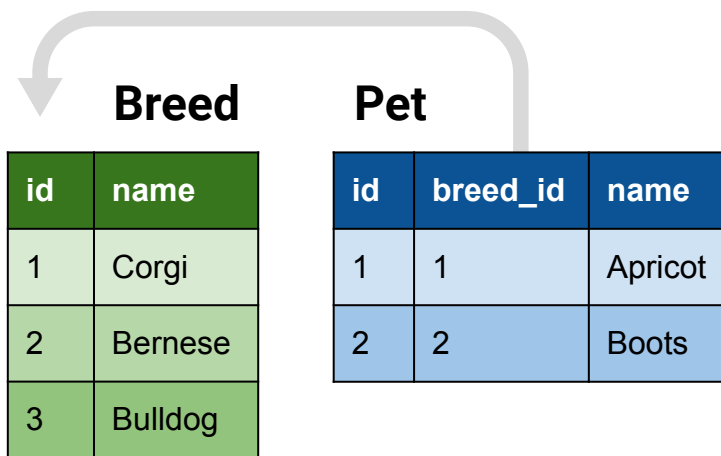 Breed Pet
id name id breed_id name
1 Corgi 1 1 Apricot
2 Bernese 2 2 Boots
3 Bulldog